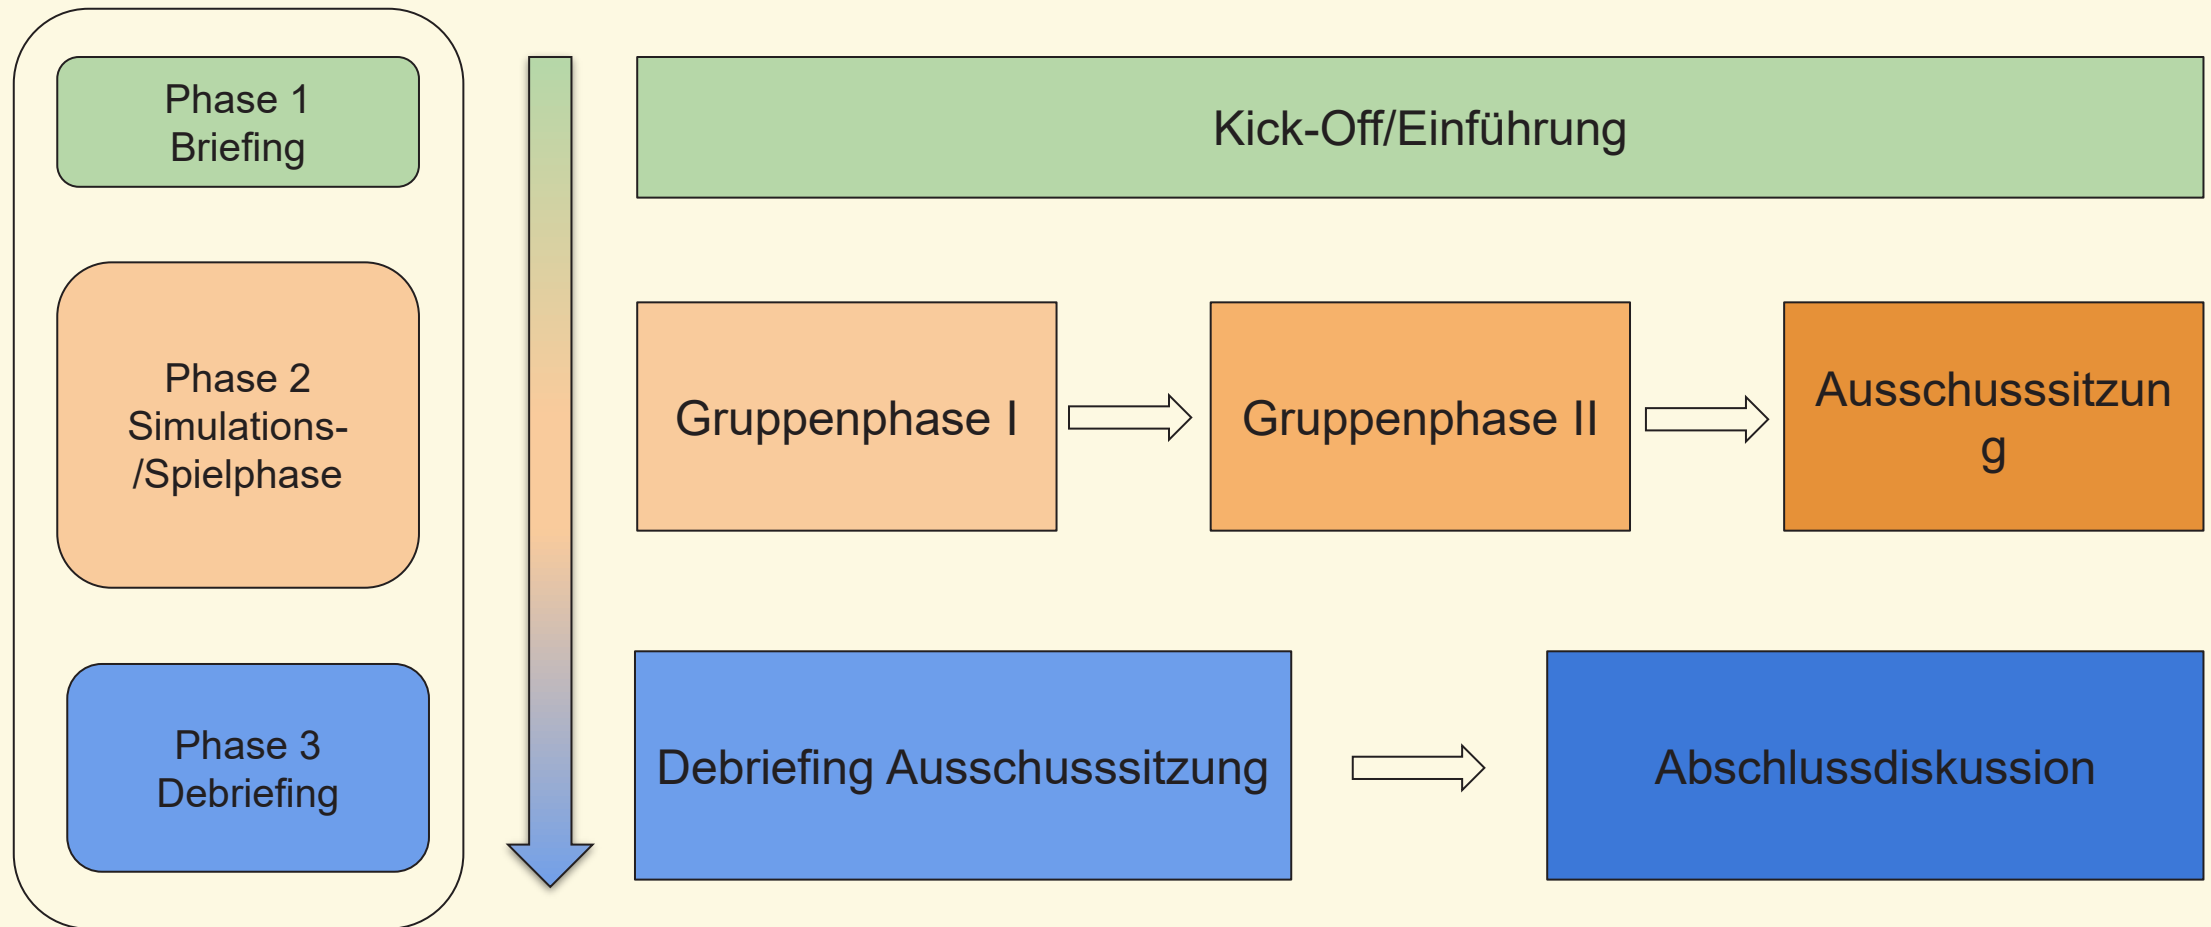 Phase 1
Briefing
Kick-Off/Einführung
Phase 2
Simulations-
/Spielphase
Gruppenphase I
Gruppenphase II
Ausschusssitzun
g
Phase 3
Debriefing
Debriefing Ausschusssitzung
Abschlussdiskussion